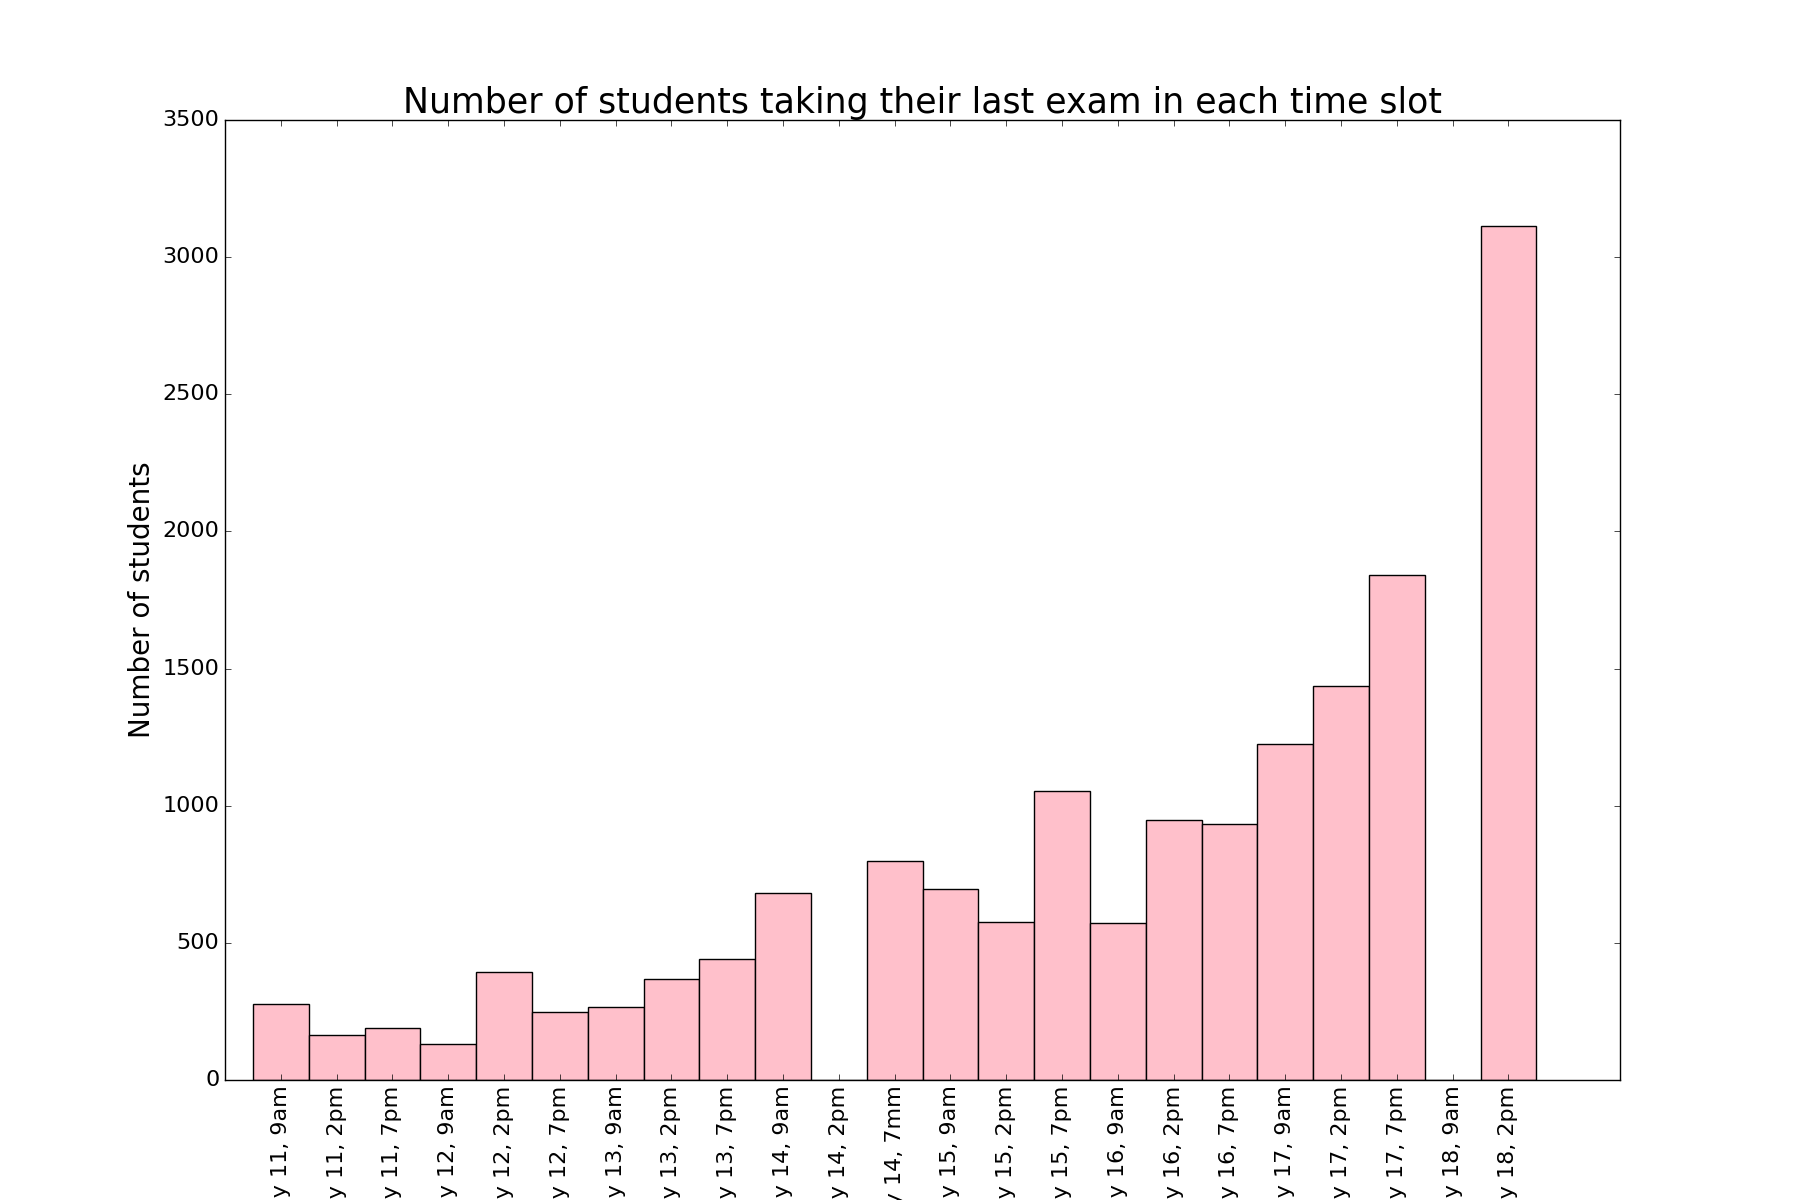 Number of students taking their last exam in each time slot
3500
3000
2500
2000
1500
1000
500
0
Number of students
y 11, 9am
y 11, 2pm
y 11, 7pm
y 12, 9am
y 12, 2pm
y 12, 7pm
y 13, 9am
y 13, 2pm
y 13, 7pm
y 14, 9am
y 14, 2pm
y 14, 7mm
y 15, 9am
y 15, 2pm
y 15, 7pm
y 16, 9am
y 16, 2pm
y 16, 7pm
y 17, 9am
y 17, 2pm
y 17, 7pm
y 18, 9am
y 18, 2pm